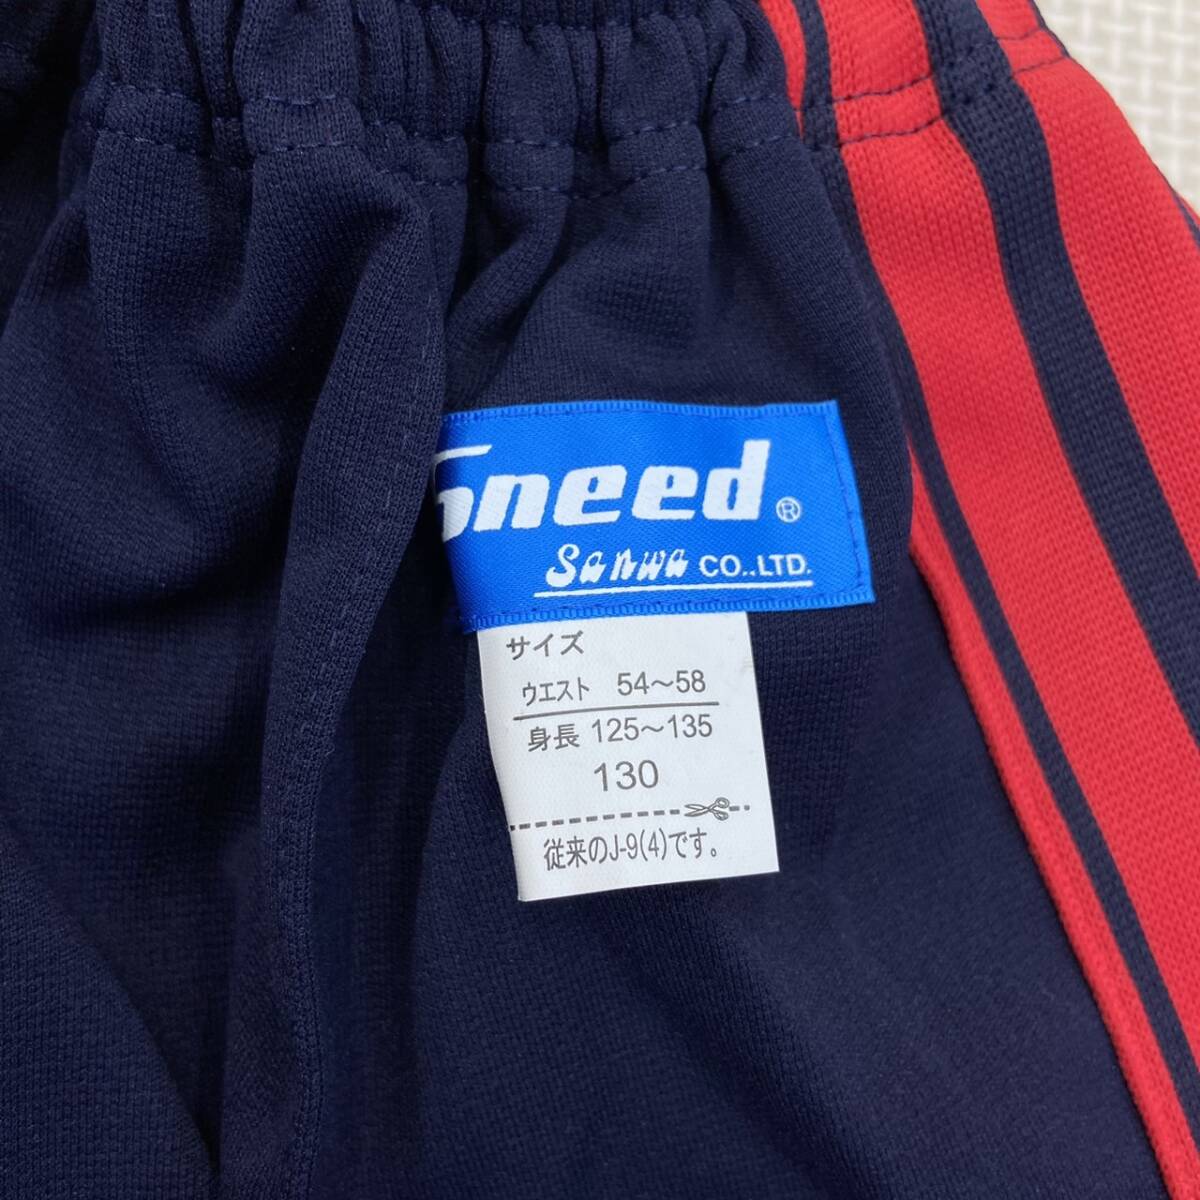 Sneed®
Sanwa CO.,LTD.
サイズ
ウエスト 54～58
身長 125～135
130
従来のJ-9(4)です。